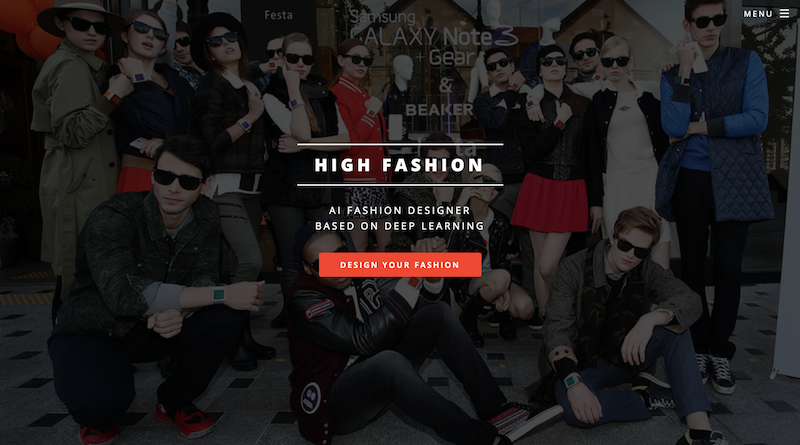 MENU
Festa
Samsung
GALAXY Note 3
+ Gear
&
BEAKER
HIGH FASHION
AI FASHION DESIGNER
BASED ON DEEP LEARNING
DESIGN YOUR FASHION